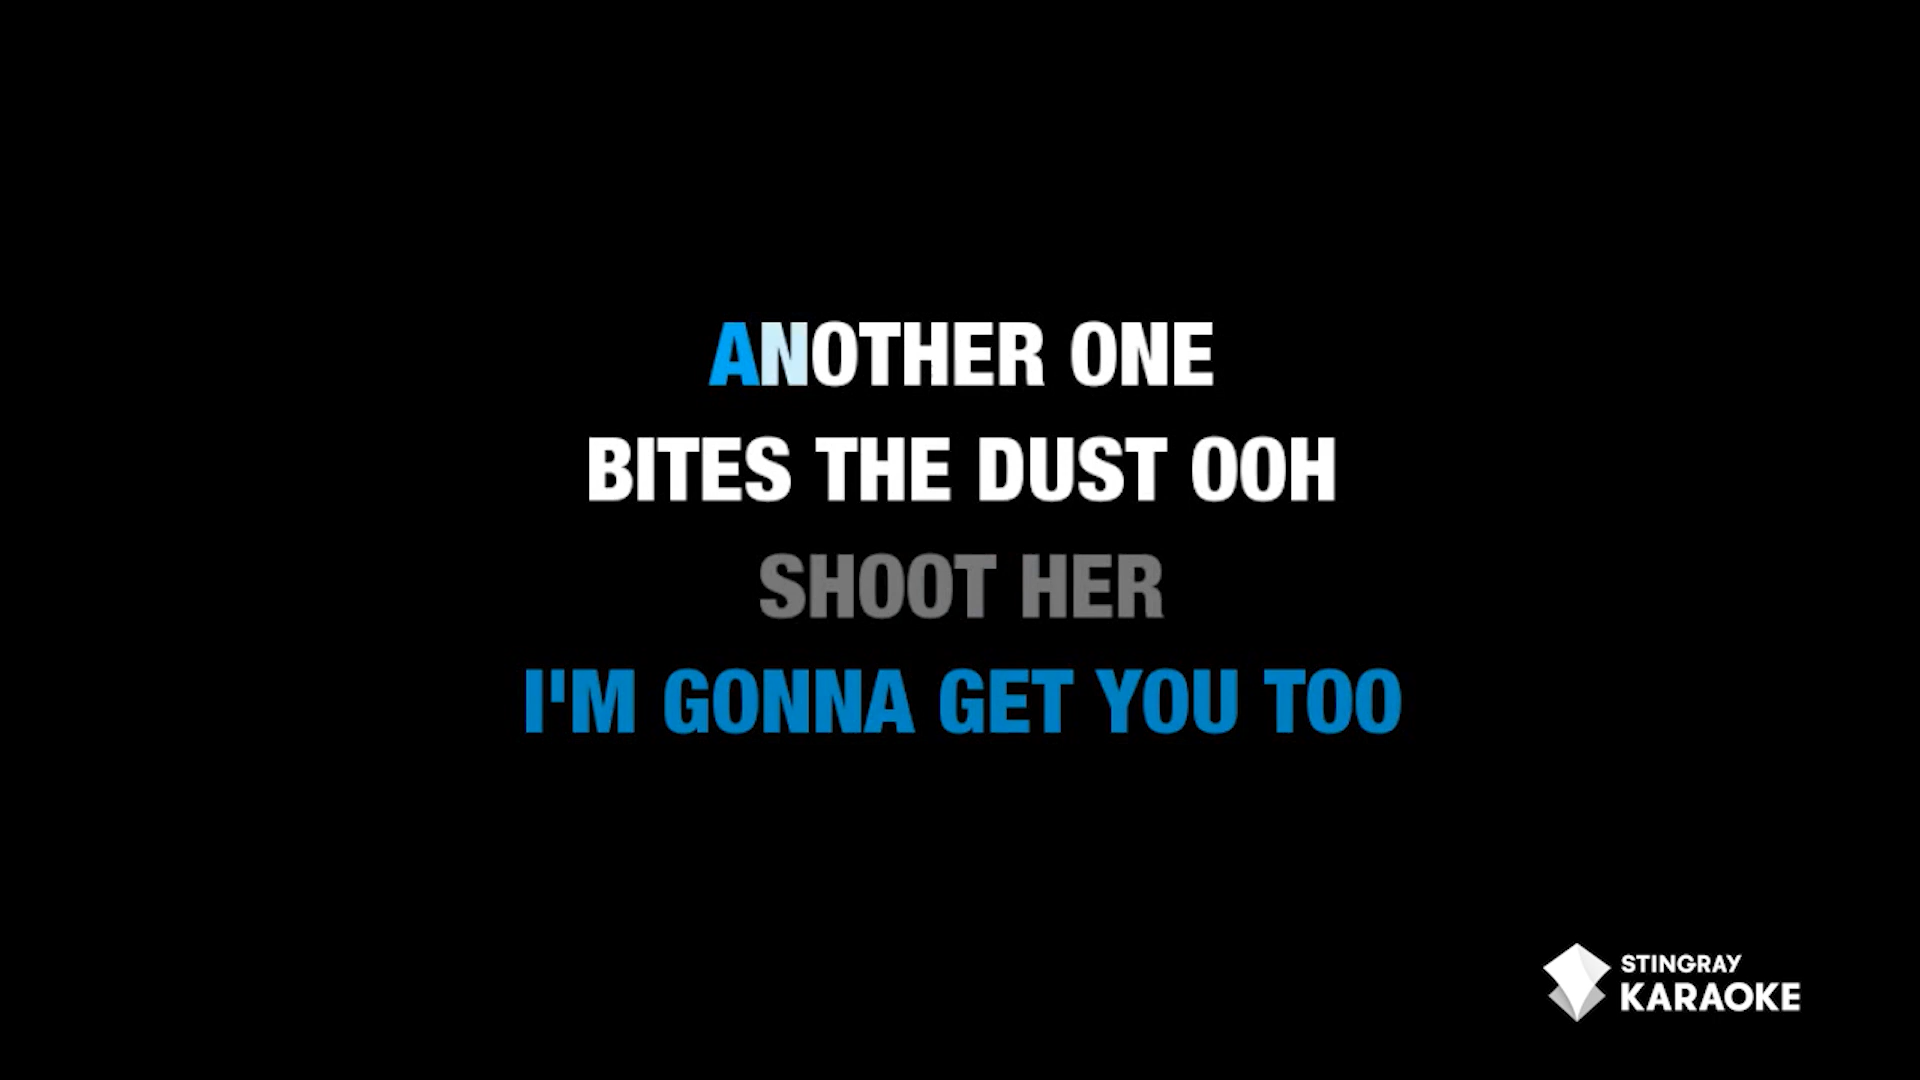 ANOTHER ONE
BITES THE DUST OOH
SHOOT HER
I'M GONNA GET YOU TOO
STINGRAY
KARAOKE